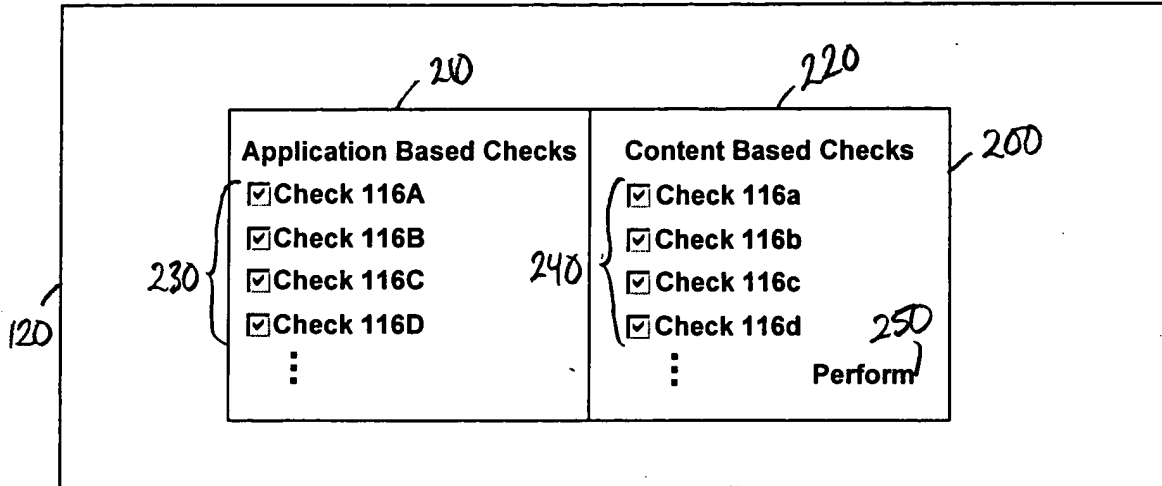 210 220
Application Based Checks Content Based Checks 200
Check 116A Check 116a
Check 116B Check 116b
230 Check 116C 240 Check 116c
120 Check 116D Check 116d 250
Perform